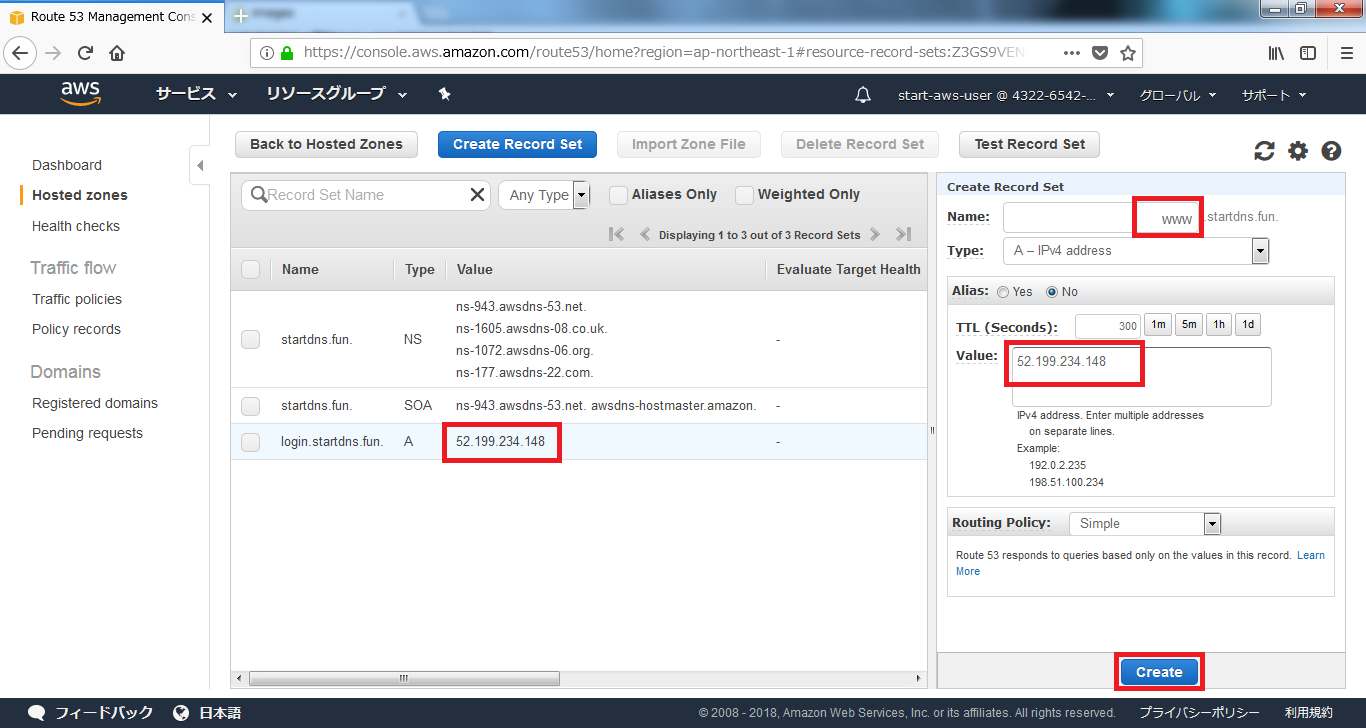 Route 53 Management Cons
https://console.aws.amazon.com/route53/home?region=ap-northeast-1#resource-record-sets:Z3GS9VEN
aws
サービス
リソースグループ
start-aws-user @ 4322-6542-...
グローバル
サポート
Dashboard
Hosted zones
Health checks
Traffic flow
Traffic policies
Policy records
Domains
Registered domains
Pending requests
Back to Hosted Zones
Create Record Set
Import Zone File
Delete Record Set
Test Record Set
Record Set Name
Any Type
Aliases Only
Weighted Only
Displaying 1 to 3 out of 3 Record Sets
Name Type Value Evaluate Target Health
startdns.fun. NS
ns-943.awsdns-53.net.
ns-1605.awsdns-08.co.uk.
ns-1072.awsdns-06.org.
ns-177.awsdns-22.com.
-
startdns.fun. SOA ns-943.awsdns-53.net. awsdns-hostmaster.amazon. -
login.startdns.fun. A 52.199.234.148 -
Create Record Set
Name: www .startdns.fun.
Type: A – IPv4 address
Alias: Yes No
TTL (Seconds): 300 1m 5m 1h 1d
Value: 52.199.234.148
IPv4 address. Enter multiple addresses
on separate lines.
Example:
192.0.2.235
198.51.100.234
Routing Policy: Simple
Route 53 responds to queries based only on the values in this record. Learn
More
Create
フィードバック
日本語
© 2008 - 2018, Amazon Web Services, Inc. or its affiliates. All rights reserved.
プライバシーポリシー
利用規約